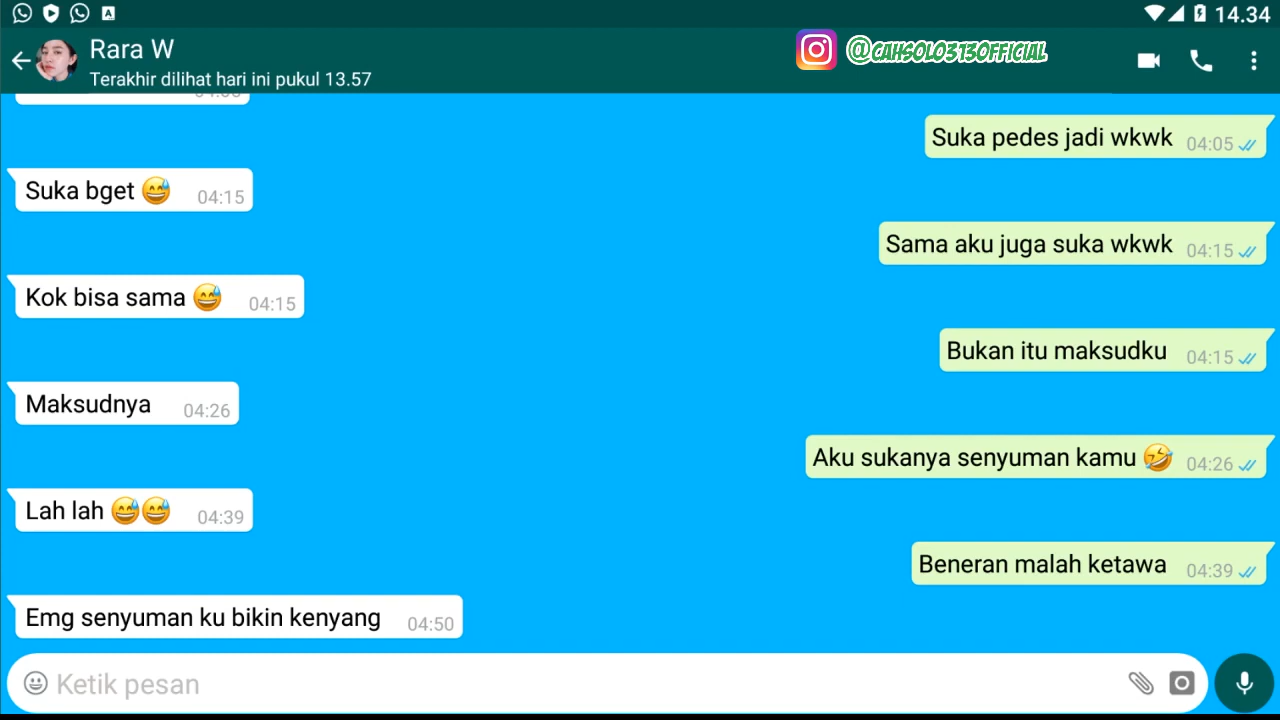 14.34
Rara W
@CAHSOLO313OFFICIAL
Terakhir dilihat hari ini pukul 13.57
Suka pedes jadi wkwk 04:05
Suka bget 😅 04:15
Sama aku juga suka wkwk 04:15
Kok bisa sama 😅 04:15
Bukan itu maksudku 04:15
Maksudnya 04:26
Aku sukanya senyuman kamu 🤣 04:26
Lah lah 😅😅 04:39
Beneran malah ketawa 04:39
Emg senyuman ku bikin kenyang 04:50
Ketik pesan